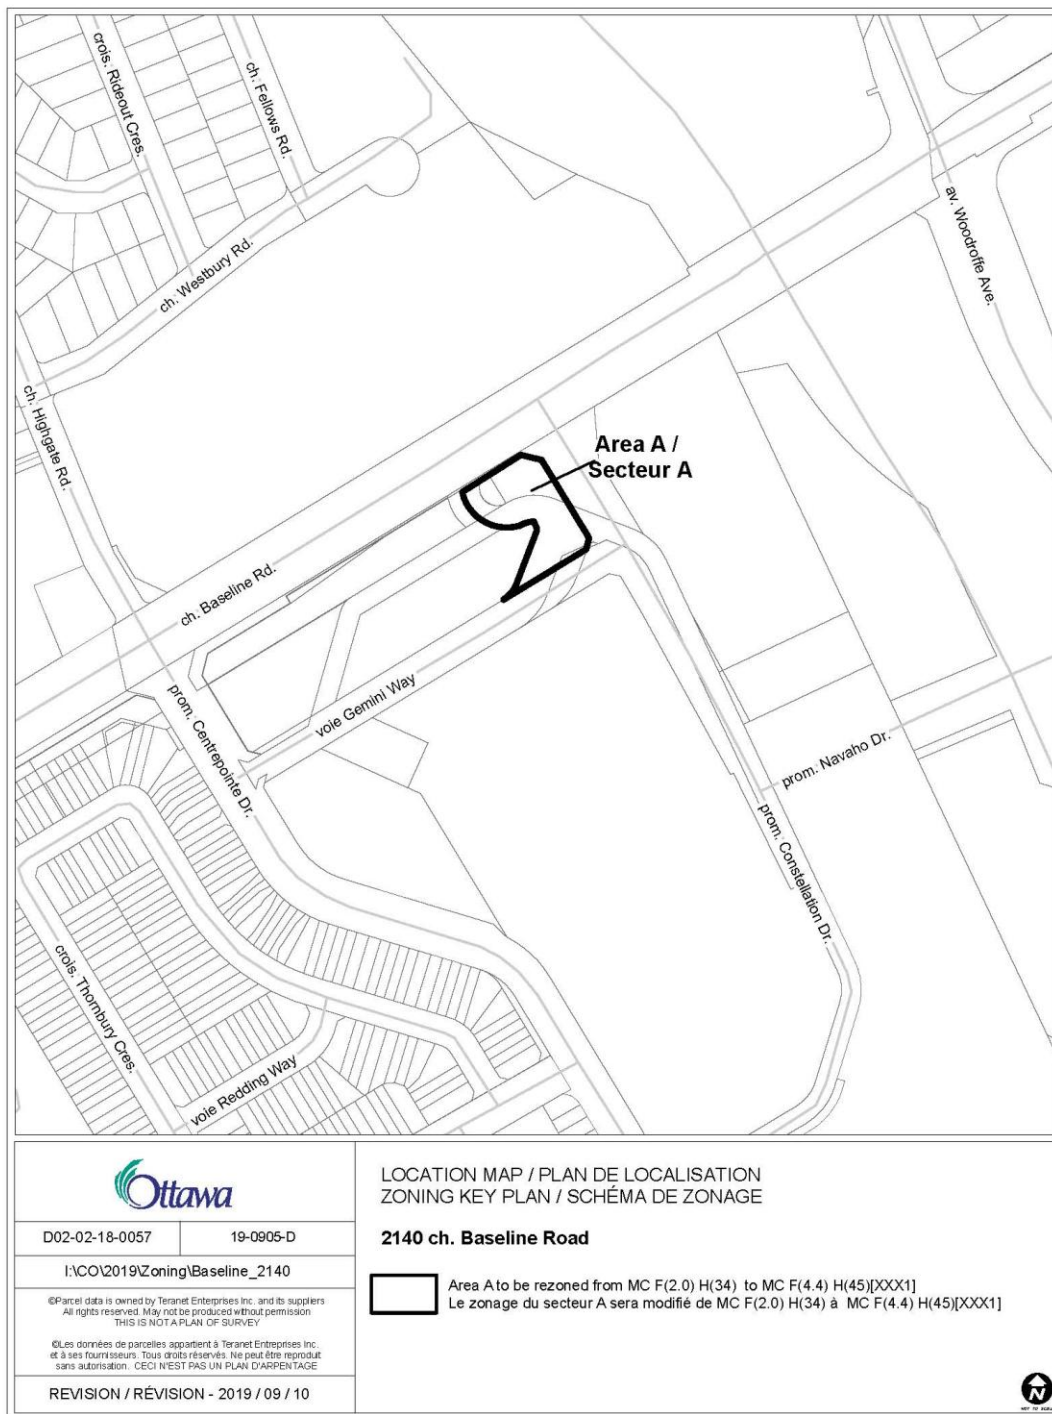 crois. Rideout Cres.
ch. Fellows Rd.
ch. Westbury Rd.
av. Woodroffe Ave.
ch. Highgate Rd.
Area A /
Secteur A
ch. Baseline Rd.
voie Gemini Way
prom. Centrepointe Dr.
prom. Navaho Dr.
prom. Constellation Dr.
crois. Thornbury Cres.
voie Redding Way
Ottawa
D02-02-18-0057
19-0905-D
I:\CO\2019\Zoning\Baseline_2140
©Parcel data is owned by Teranet Enterprises Inc. and its suppliers
All rights reserved. May not be produced without permission
THIS IS NOT A PLAN OF SURVEY
©Les données de parcelles appartient à Teranet Entreprises Inc.
et à ses fournisseurs. Tous droits réservés. Ne peut être reproduit
sans autorisation. CECI N'EST PAS UN PLAN D'ARPENTAGE
REVISION / RÉVISION - 2019 / 09 / 10
LOCATION MAP / PLAN DE LOCALISATION
ZONING KEY PLAN / SCHÉMA DE ZONAGE
2140 ch. Baseline Road
Area A to be rezoned from MC F(2.0) H(34) to MC F(4.4) H(45)[XXX1]
Le zonage du secteur A sera modifié de MC F(2.0) H(34) à MC F(4.4) H(45)[XXX1]
N
NOT TO SCALE